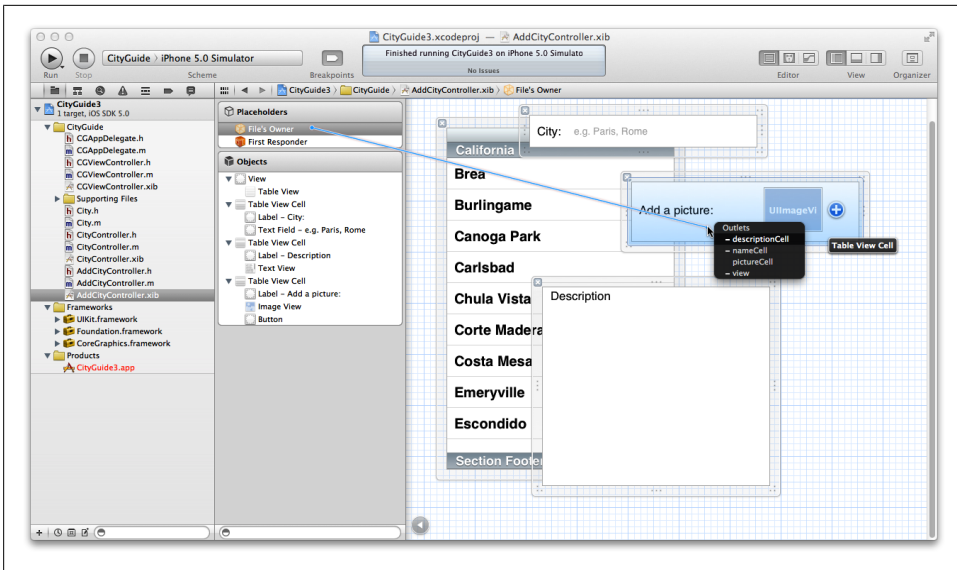 CityGuide3.xcodeproj — AddCityController.xib
CityGuide > iPhone 5.0 Simulator
Finished running CityGuide3 on iPhone 5.0 Simulato
No Issues
Run
Stop
Scheme
Breakpoints
Editor
View
Organizer
CityGuide3
1 target, iOS SDK 5.0
CityGuide
CGAppDelegate.h
CGAppDelegate.m
CGViewController.h
CGViewController.m
CGViewController.xib
Supporting Files
City.h
City.m
CityController.h
CityController.m
CityController.xib
AddCityController.h
AddCityController.m
AddCityController.xib
Frameworks
UIKit.framework
Foundation.framework
CoreGraphics.framework
Products
CityGuide3.app
CityGuide3 > CityGuide > AddCityController.xib > File's Owner
Placeholders
File's Owner
First Responder
Objects
View
Table View
Table View Cell
Label – City:
Text Field – e.g. Paris, Rome
Table View Cell
Label – Description
Text View
Table View Cell
Label – Add a picture:
Image View
Button
City: e.g. Paris, Rome
California
Brea
Burlingame
Canoga Park
Carlsbad
Chula Vista
Corte Madera
Costa Mesa
Emeryville
Escondido
Section Footer
Add a picture:
UIImageVi
Outlets
– descriptionCell
– nameCell
pictureCell
– view
Table View Cell
Description